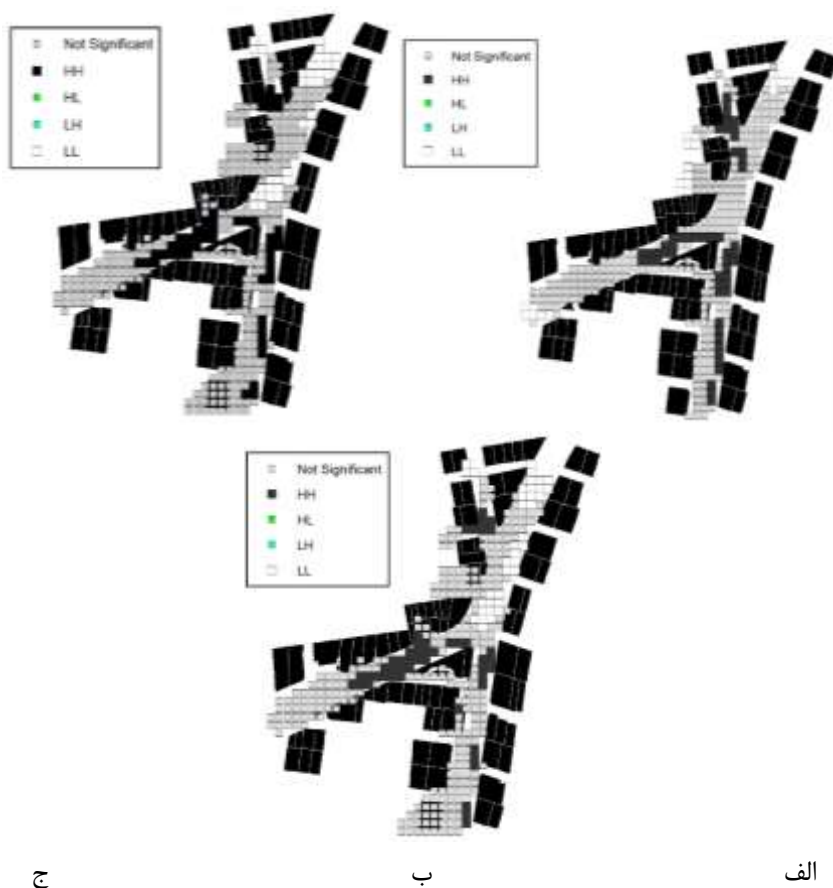 Not Significant
HH
HL
LH
LL
Not Significant
HH
HL
LH
LL
Not Significant
HH
HL
LH
LL
الف ب ج